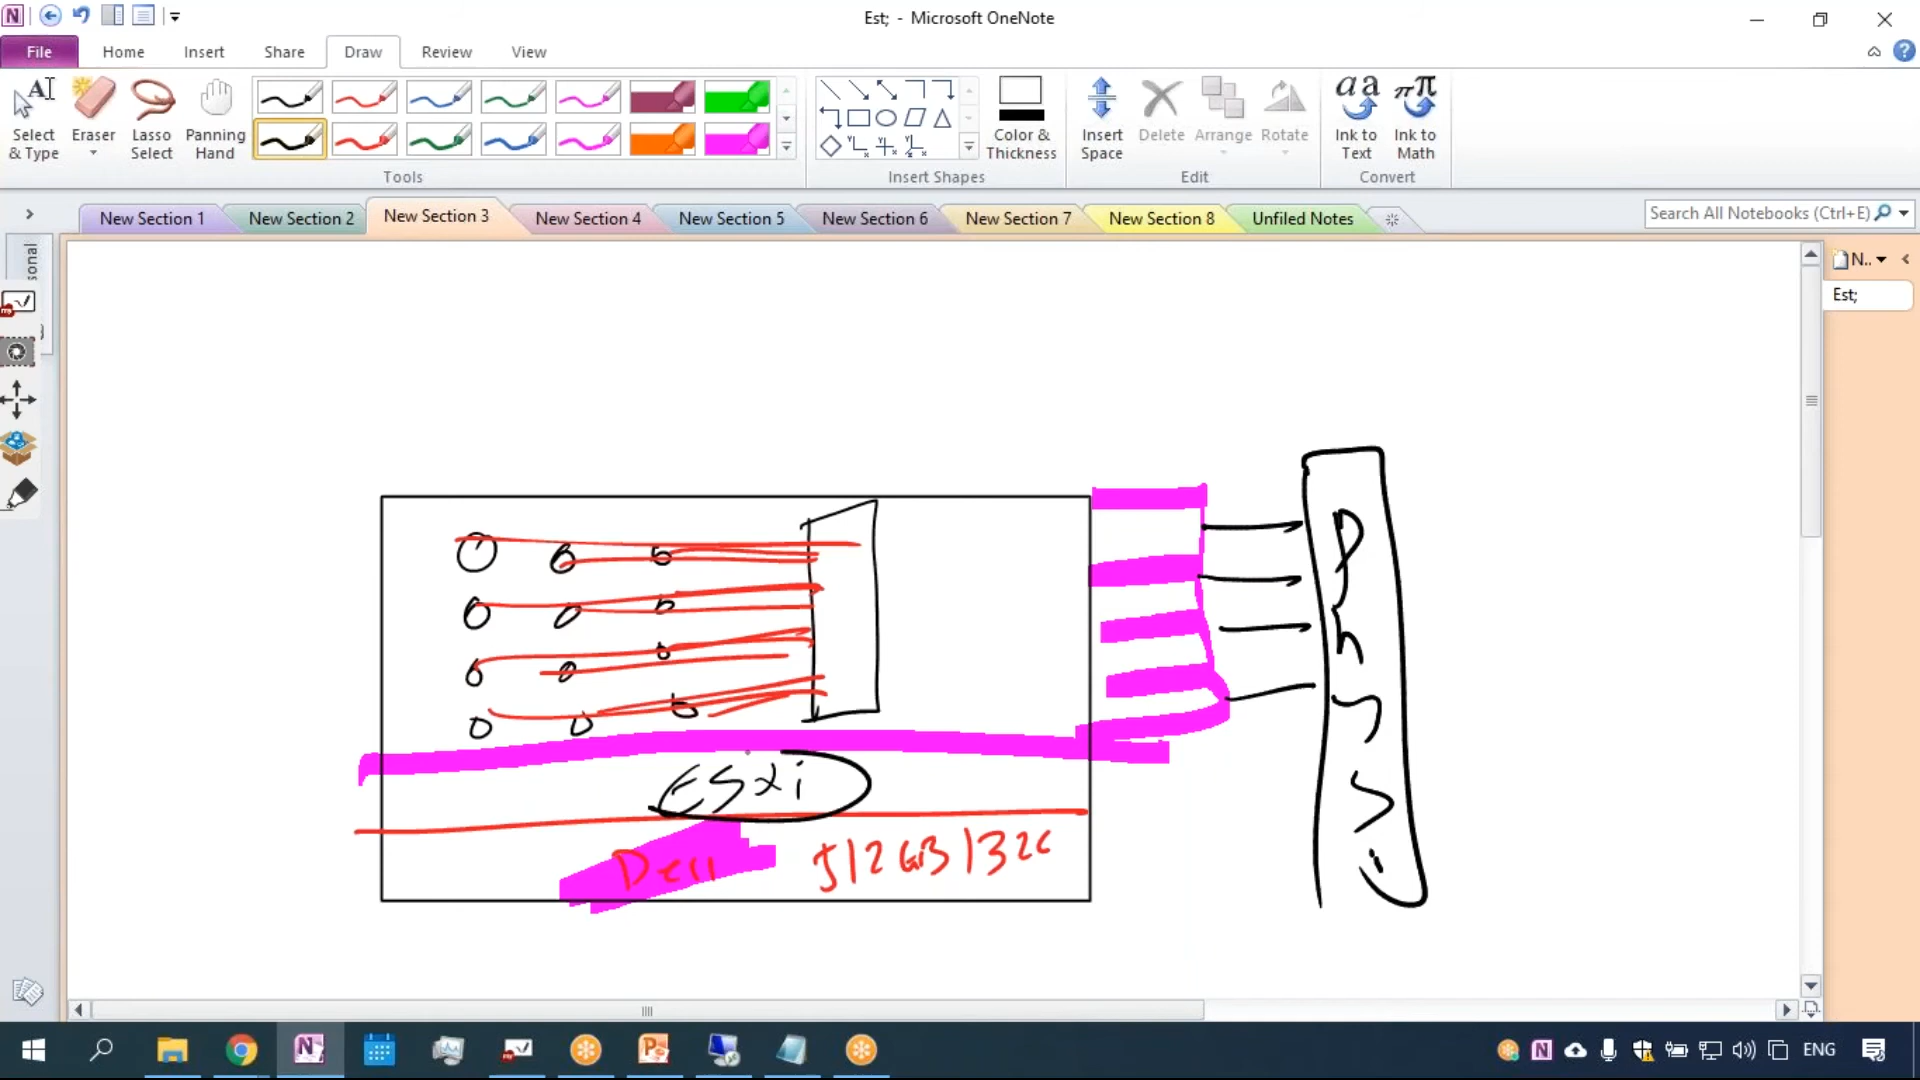 Est; - Microsoft OneNote
File Home Insert Share Draw Review View
Select & Type
Eraser
Lasso Select
Panning Hand
Color & Thickness
Insert Space
Delete
Arrange
Rotate
Ink to Text
Ink to Math
Tools
Insert Shapes
Edit
Convert
New Section 1 New Section 2 New Section 3 New Section 4 New Section 5 New Section 6 New Section 7 New Section 8 Unfiled Notes
Search All Notebooks (Ctrl+E)
sonal
N..
Est;
ESXi
Dell
512GB/32C
ENG